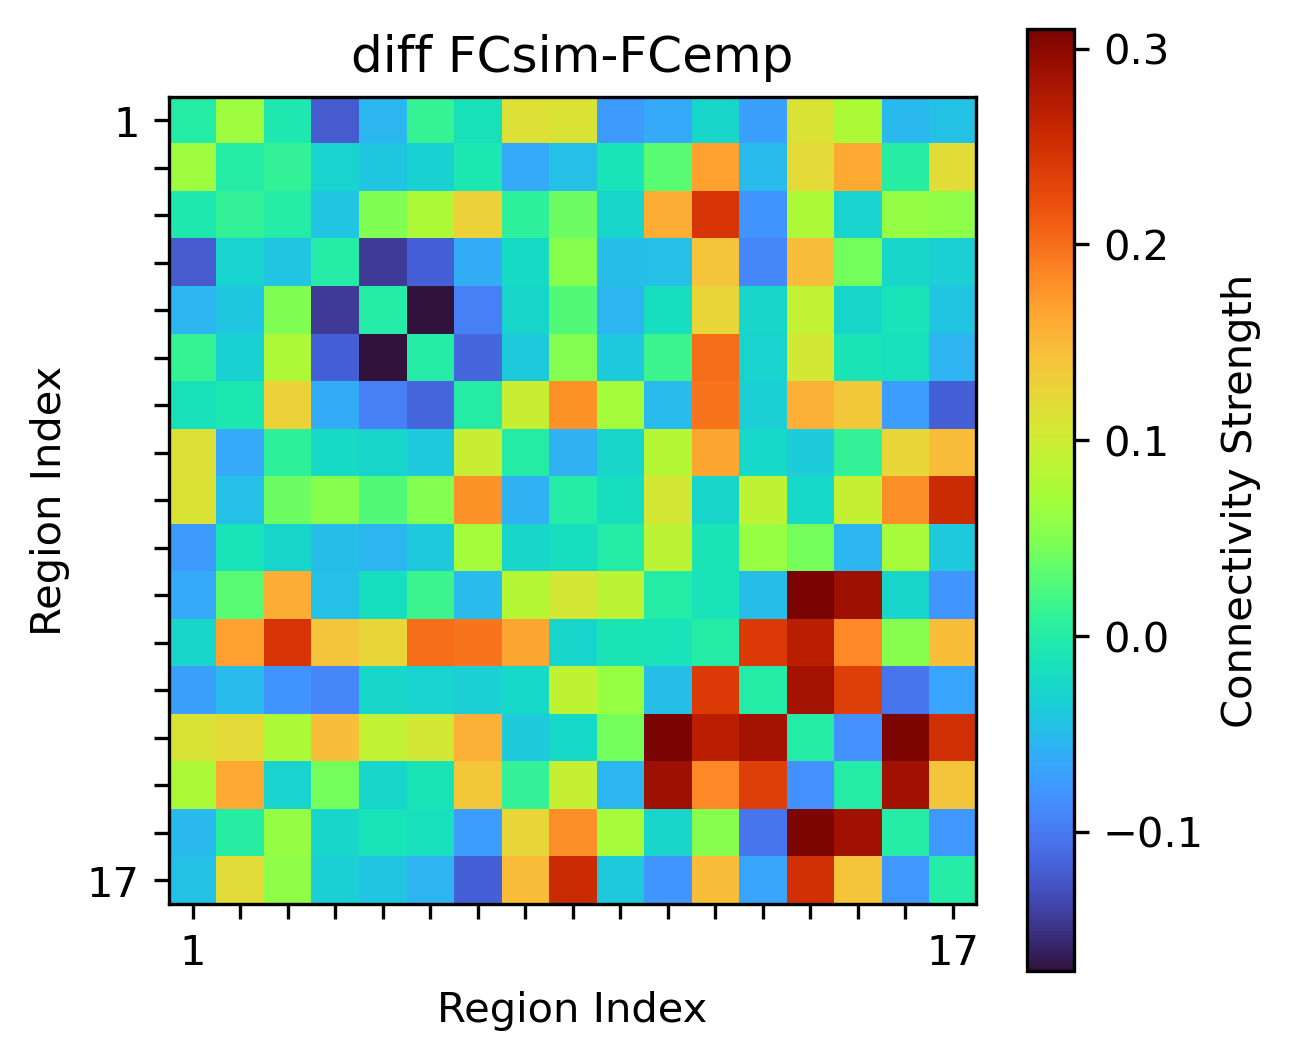 diff FCsim-FCemp
1
17
1
17
Region Index
Region Index
0.3
0.2
0.1
0.0
−0.1
Connectivity Strength